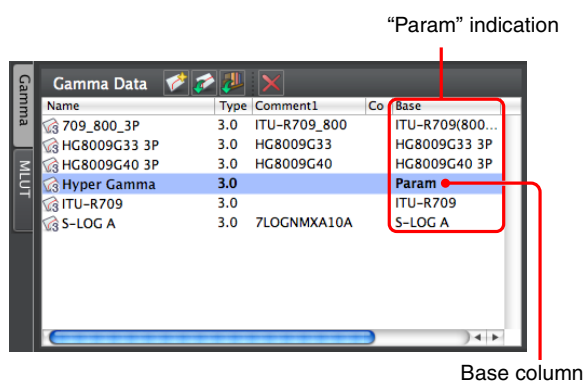 “Param” indication
Gamma
MLUT
Gamma Data
Name Type Comment1 Co Base
709_800_3P 3.0 ITU-R709_800 ITU-R709(800...
HG8009G33 3P 3.0 HG8009G33 HG8009G33 3P
HG8009G40 3P 3.0 HG8009G40 HG8009G40 3P
Hyper Gamma 3.0 Param
ITU-R709 3.0 ITU-R709
S-LOG A 3.0 7LOGNMXA10A S-LOG A
Base column